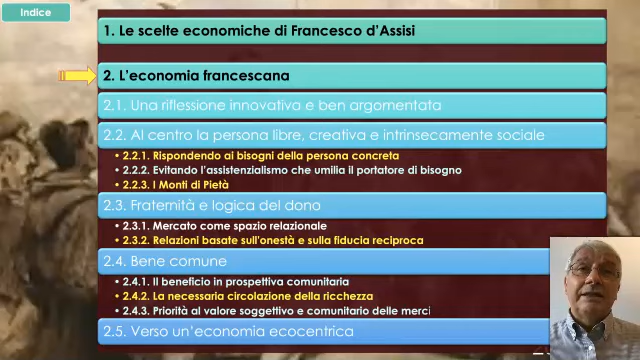 Indice
1. Le scelte economiche di Francesco d'Assisi
2. L'economia francescana
2.1. Una riflessione innovativa e ben argomentata
2.2. Al centro la persona libre, creativa e intrinsecamente sociale
• 2.2.1. Rispondendo ai bisogni della persona concreta
• 2.2.2. Evitando l'assistenzialismo che umilia il portatore di bisogno
• 2.2.3. I Monti di Pietà
2.3. Fraternità e logica del dono
• 2.3.1. Mercato come spazio relazionale
• 2.3.2. Relazioni basate sull'onestà e sulla fiducia reciproca
2.4. Bene comune
• 2.4.1. Il beneficio in prospettiva comunitaria
• 2.4.2. La necessaria circolazione della ricchezza
• 2.4.3. Priorità al valore soggettivo e comunitario delle merci
2.5. Verso un'economia ecocentrica